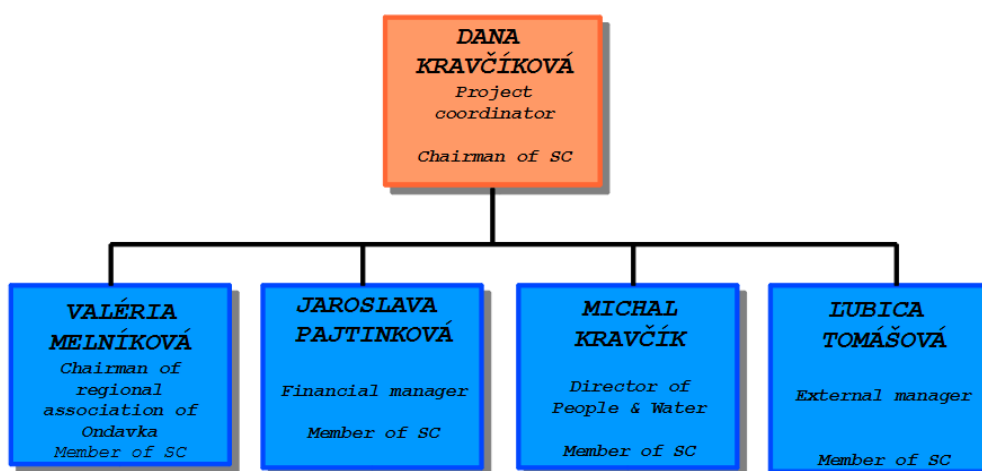 DANA
KRAVČÍKOVÁ
Project
coordinator
Chairman of SC
VALÉRIA
MELNÍKOVÁ
Chairman of
regional
association of
Ondavka
Member of SC
JAROSLAVA
PAJTINKOVÁ
Financial manager
Member of SC
MICHAL
KRAVČÍK
Director of
People & Water
Member of SC
ĽUBICA
TOMÁŠOVÁ
External manager
Member of SC